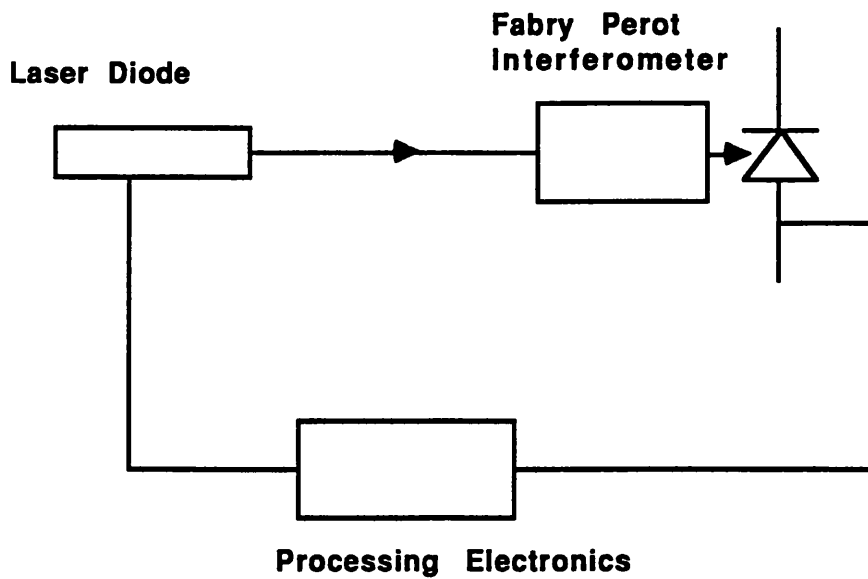 Fabry Perot
Interferometer
Laser Diode
Processing Electronics